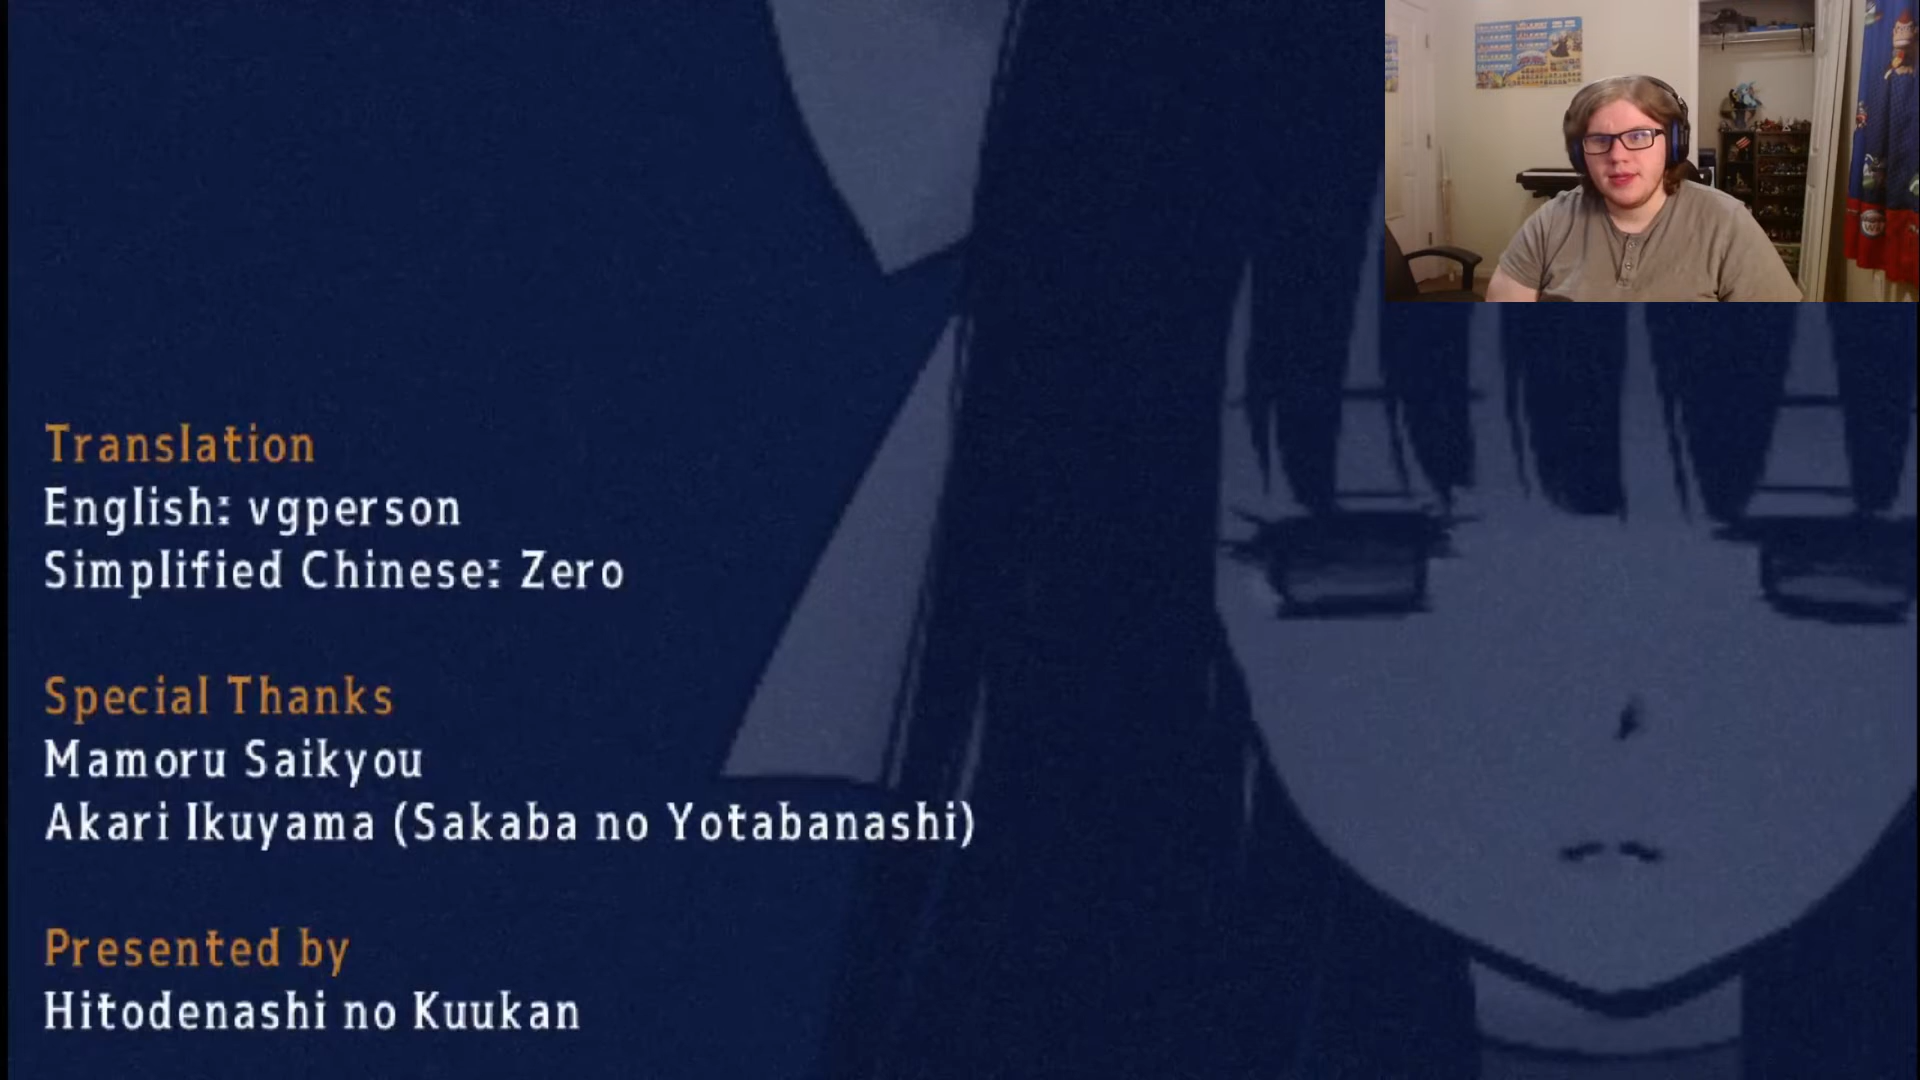 Translation
English: vgperson
Simplified Chinese: Zero
Special Thanks
Mamoru Saikyou
Akari Ikuyama (Sakaba no Yotabanashi)
Presented by
Hitodenashi no Kuukan